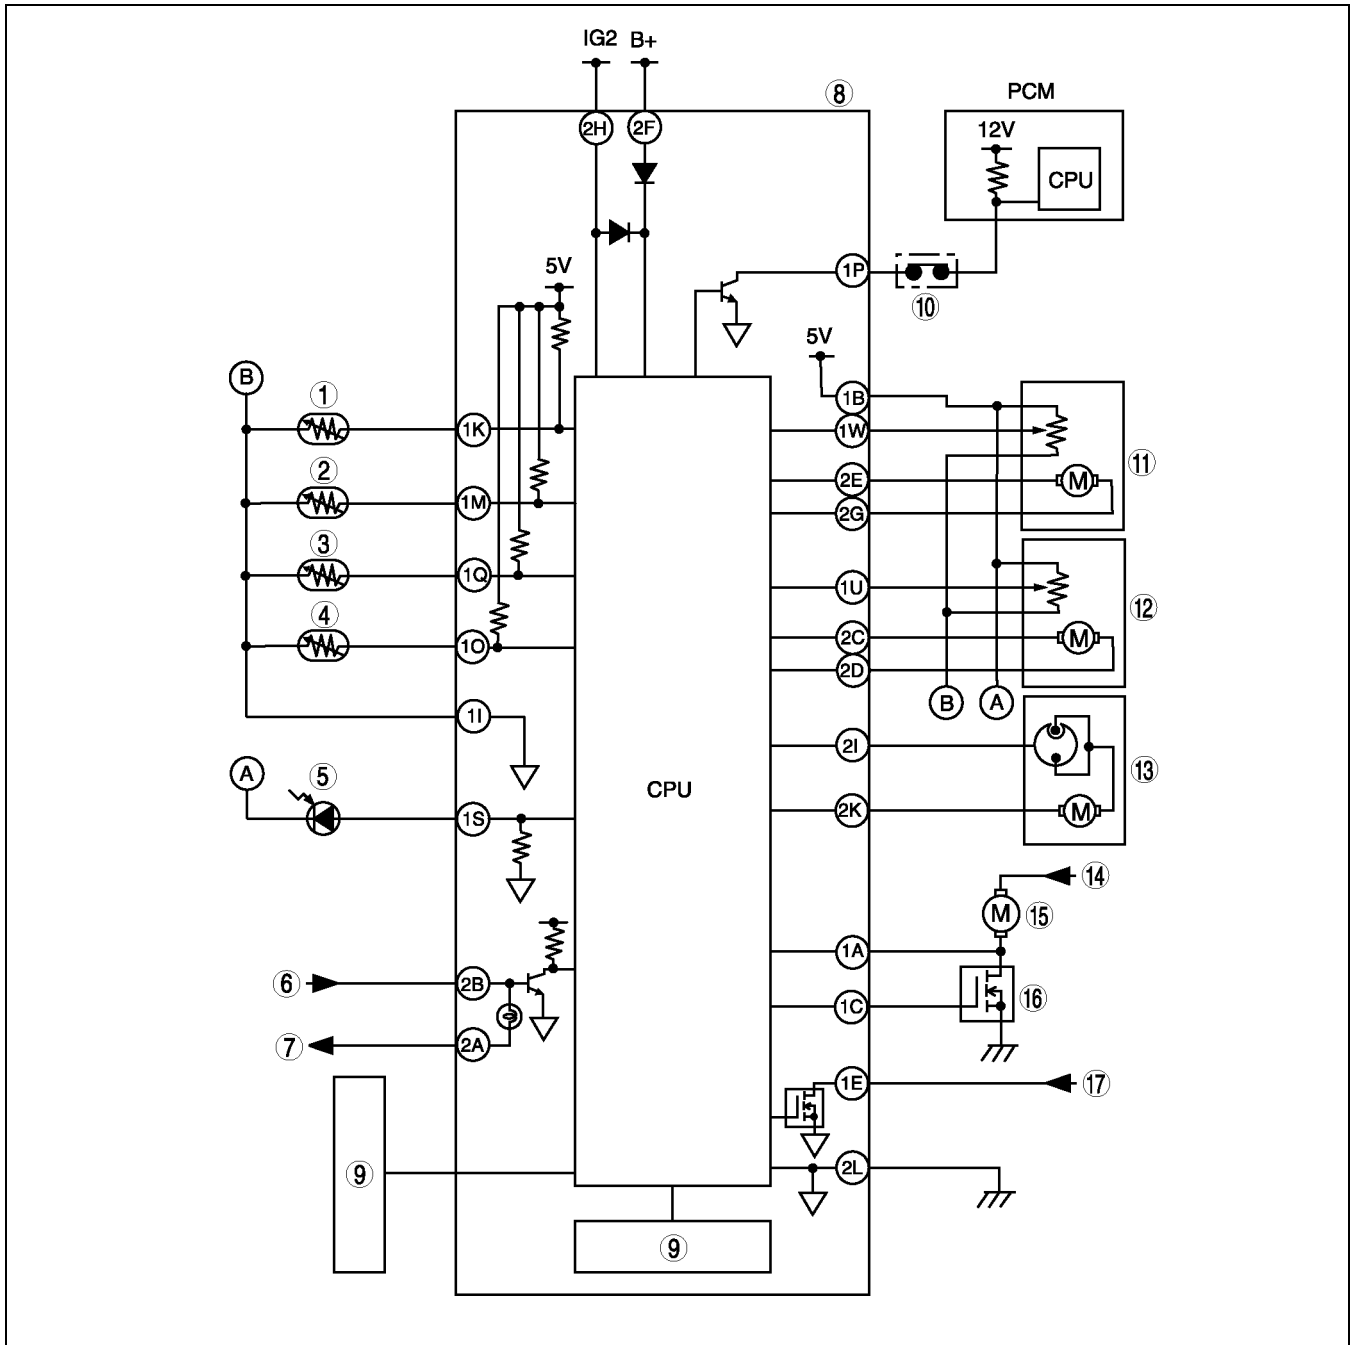 IG2 B+
⑧
PCM
2H 2F
12V
CPU
5V
1P
⑩
5V
B
①
1K
1B
1W
⑪
②
1M
2E
M
2G
③
1Q
1U
④
1O
⑫
2C
M
2D
1I
B A
A
⑤
2I
⑬
CPU
1S
2K
M
⑭
M
⑮
1A
⑥
2B
1C
⑯
⑦
2A
1E
⑰
⑨
2L
⑨